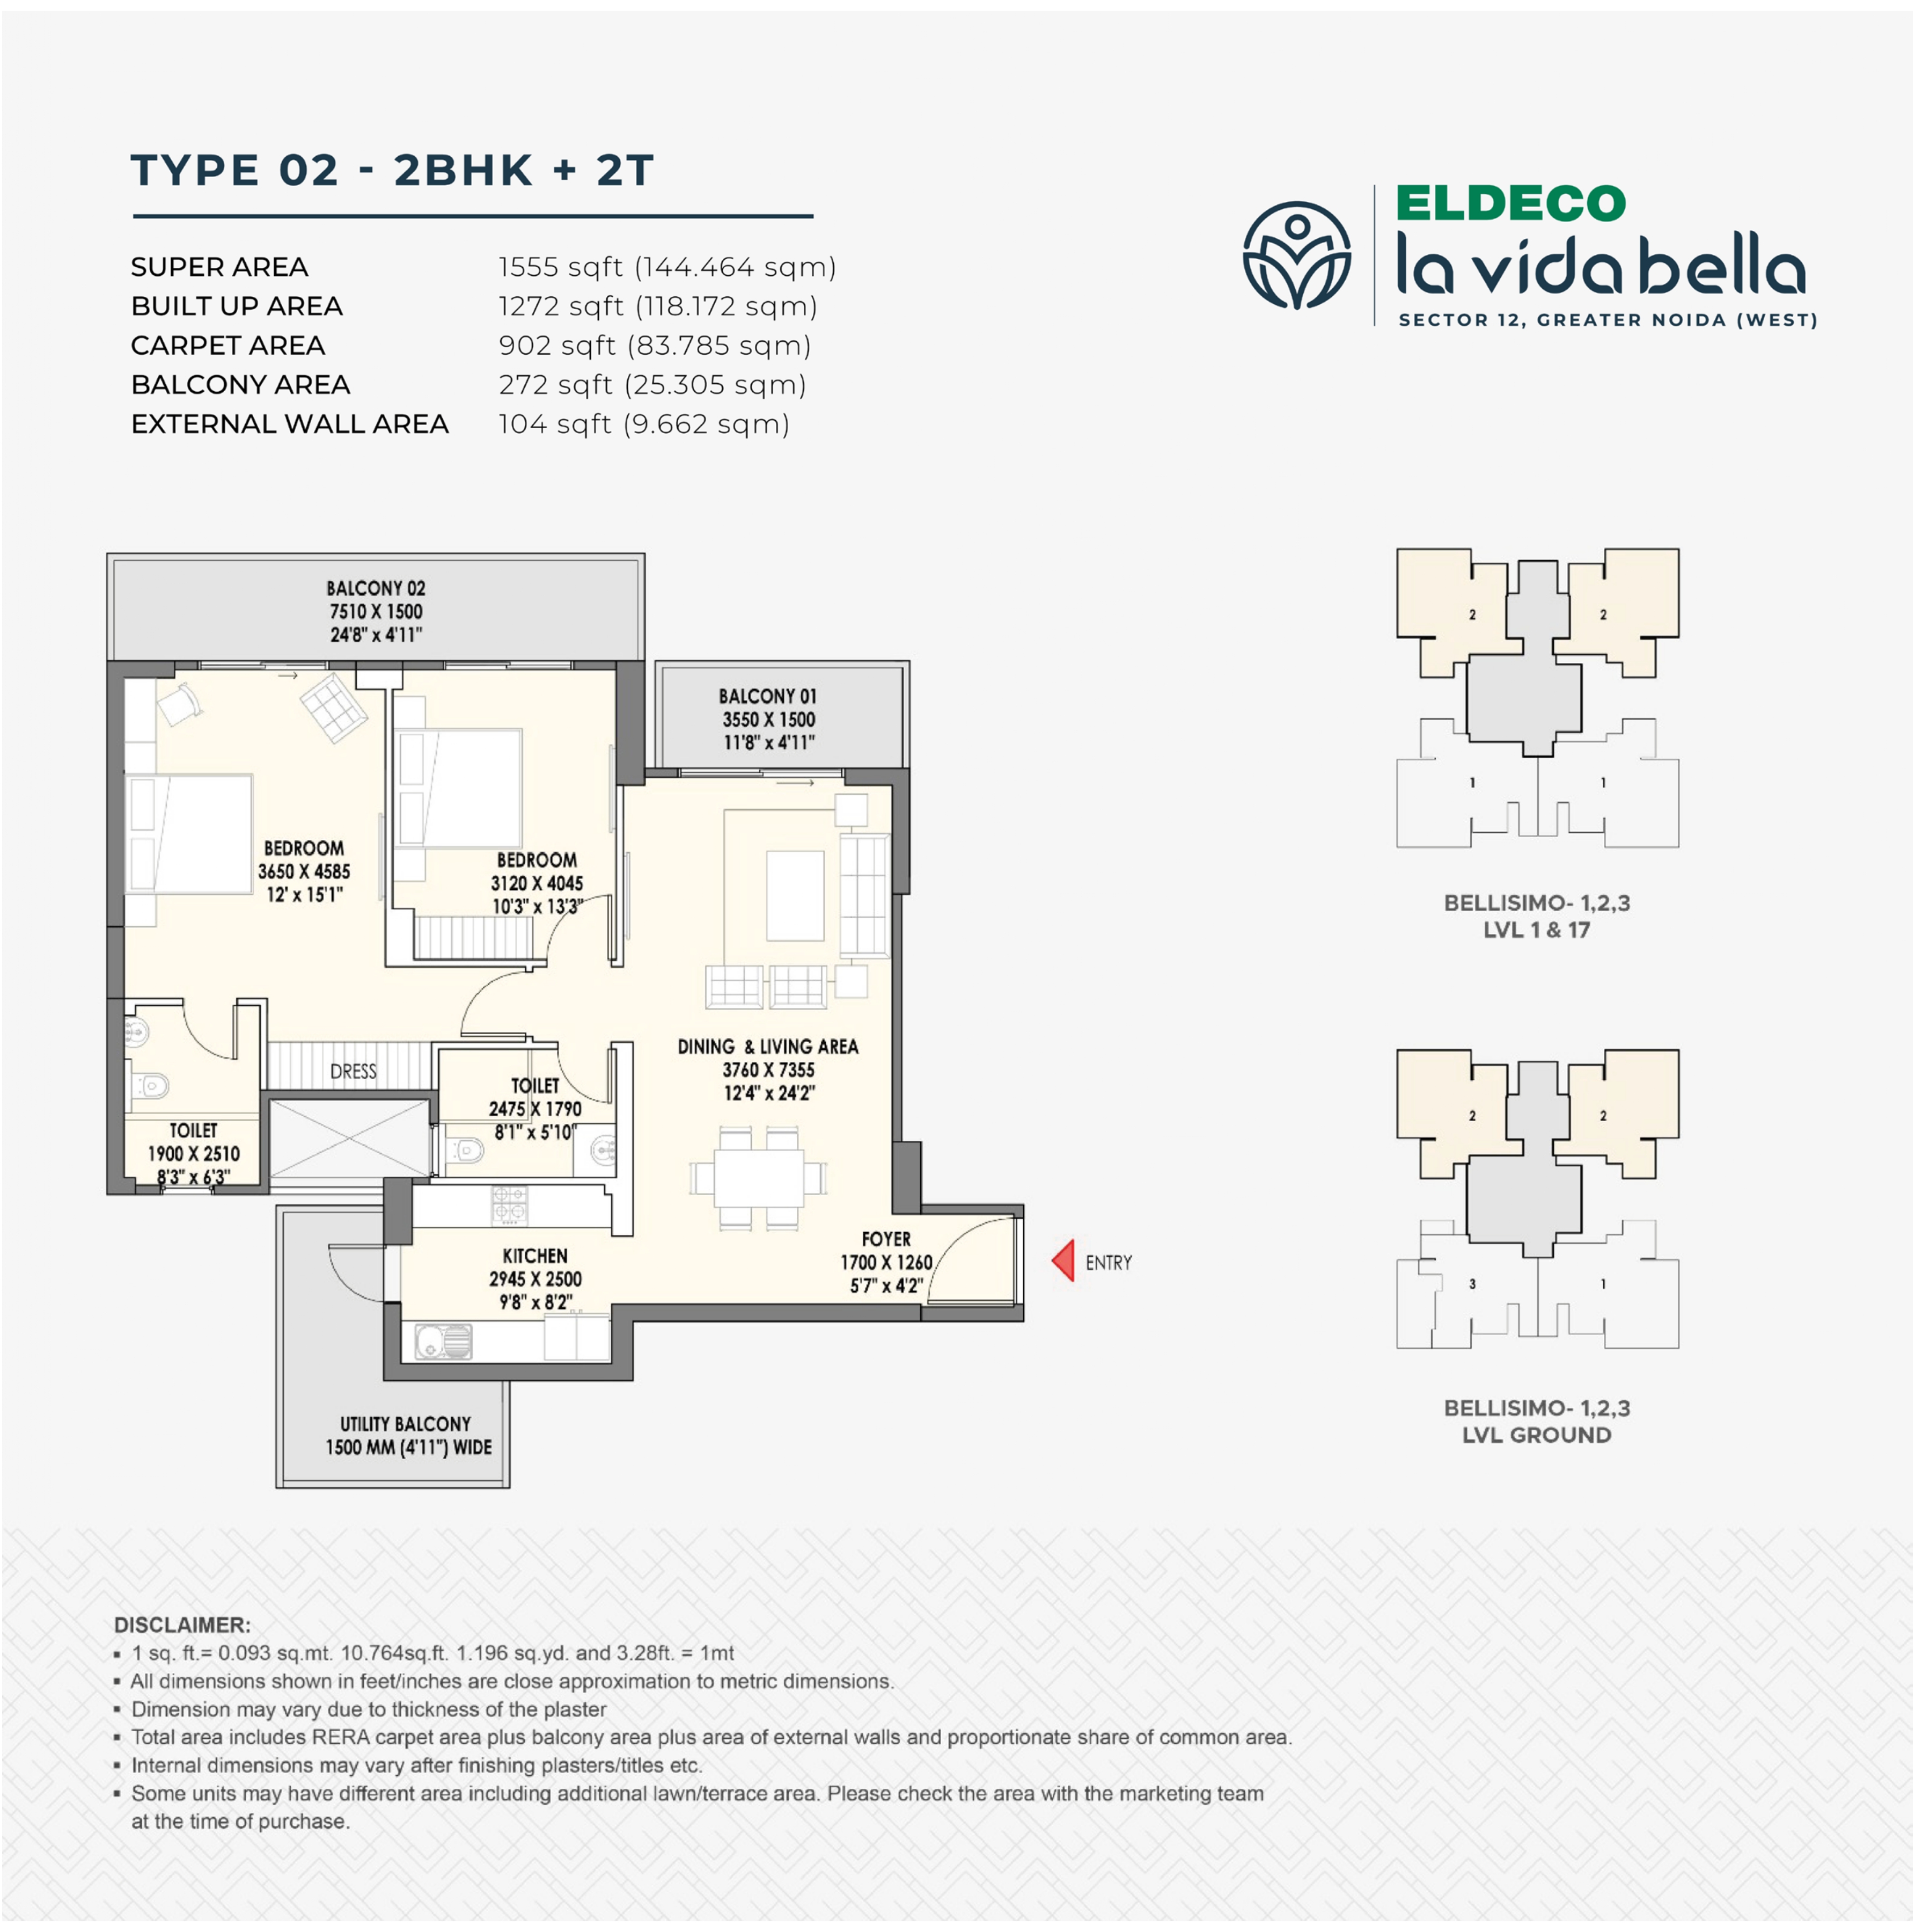 TYPE 02 - 2BHK + 2T
SUPER AREA 1555 sqft (144.464 sqm)
BUILT UP AREA 1272 sqft (118.172 sqm)
CARPET AREA 902 sqft (83.785 sqm)
BALCONY AREA 272 sqft (25.305 sqm)
EXTERNAL WALL AREA 104 sqft (9.662 sqm)
ELDECO
la vida bella
SECTOR 12, GREATER NOIDA (WEST)
BALCONY 02
7510 X 1500
24'8" x 4'11"
BALCONY 01
3550 X 1500
11'8" x 4'11"
BEDROOM
3650 X 4585
12' x 15'1"
BEDROOM
3120 X 4045
10'3" x 13'3"
DINING & LIVING AREA
3760 X 7355
12'4" x 24'2"
DRESS
TOILET
2475 X 1790
8'1" x 5'10"
TOILET
1900 X 2510
8'3" x 6'3"
KITCHEN
2945 X 2500
9'8" x 8'2"
FOYER
1700 X 1260
5'7" x 4'2"
ENTRY
UTILITY BALCONY
1500 MM (4'11") WIDE
2 2
1 1
BELLISIMO- 1,2,3
LVL 1 & 17
2 2
3 1
BELLISIMO- 1,2,3
LVL GROUND
DISCLAIMER:
▪ 1 sq. ft.= 0.093 sq.mt. 10.764sq.ft. 1.196 sq.yd. and 3.28ft. = 1mt
▪ All dimensions shown in feet/inches are close approximation to metric dimensions.
▪ Dimension may vary due to thickness of the plaster
▪ Total area includes RERA carpet area plus balcony area plus area of external walls and proportionate share of common area.
▪ Internal dimensions may vary after finishing plasters/titles etc.
▪ Some units may have different area including additional lawn/terrace area. Please check the area with the marketing team
at the time of purchase.